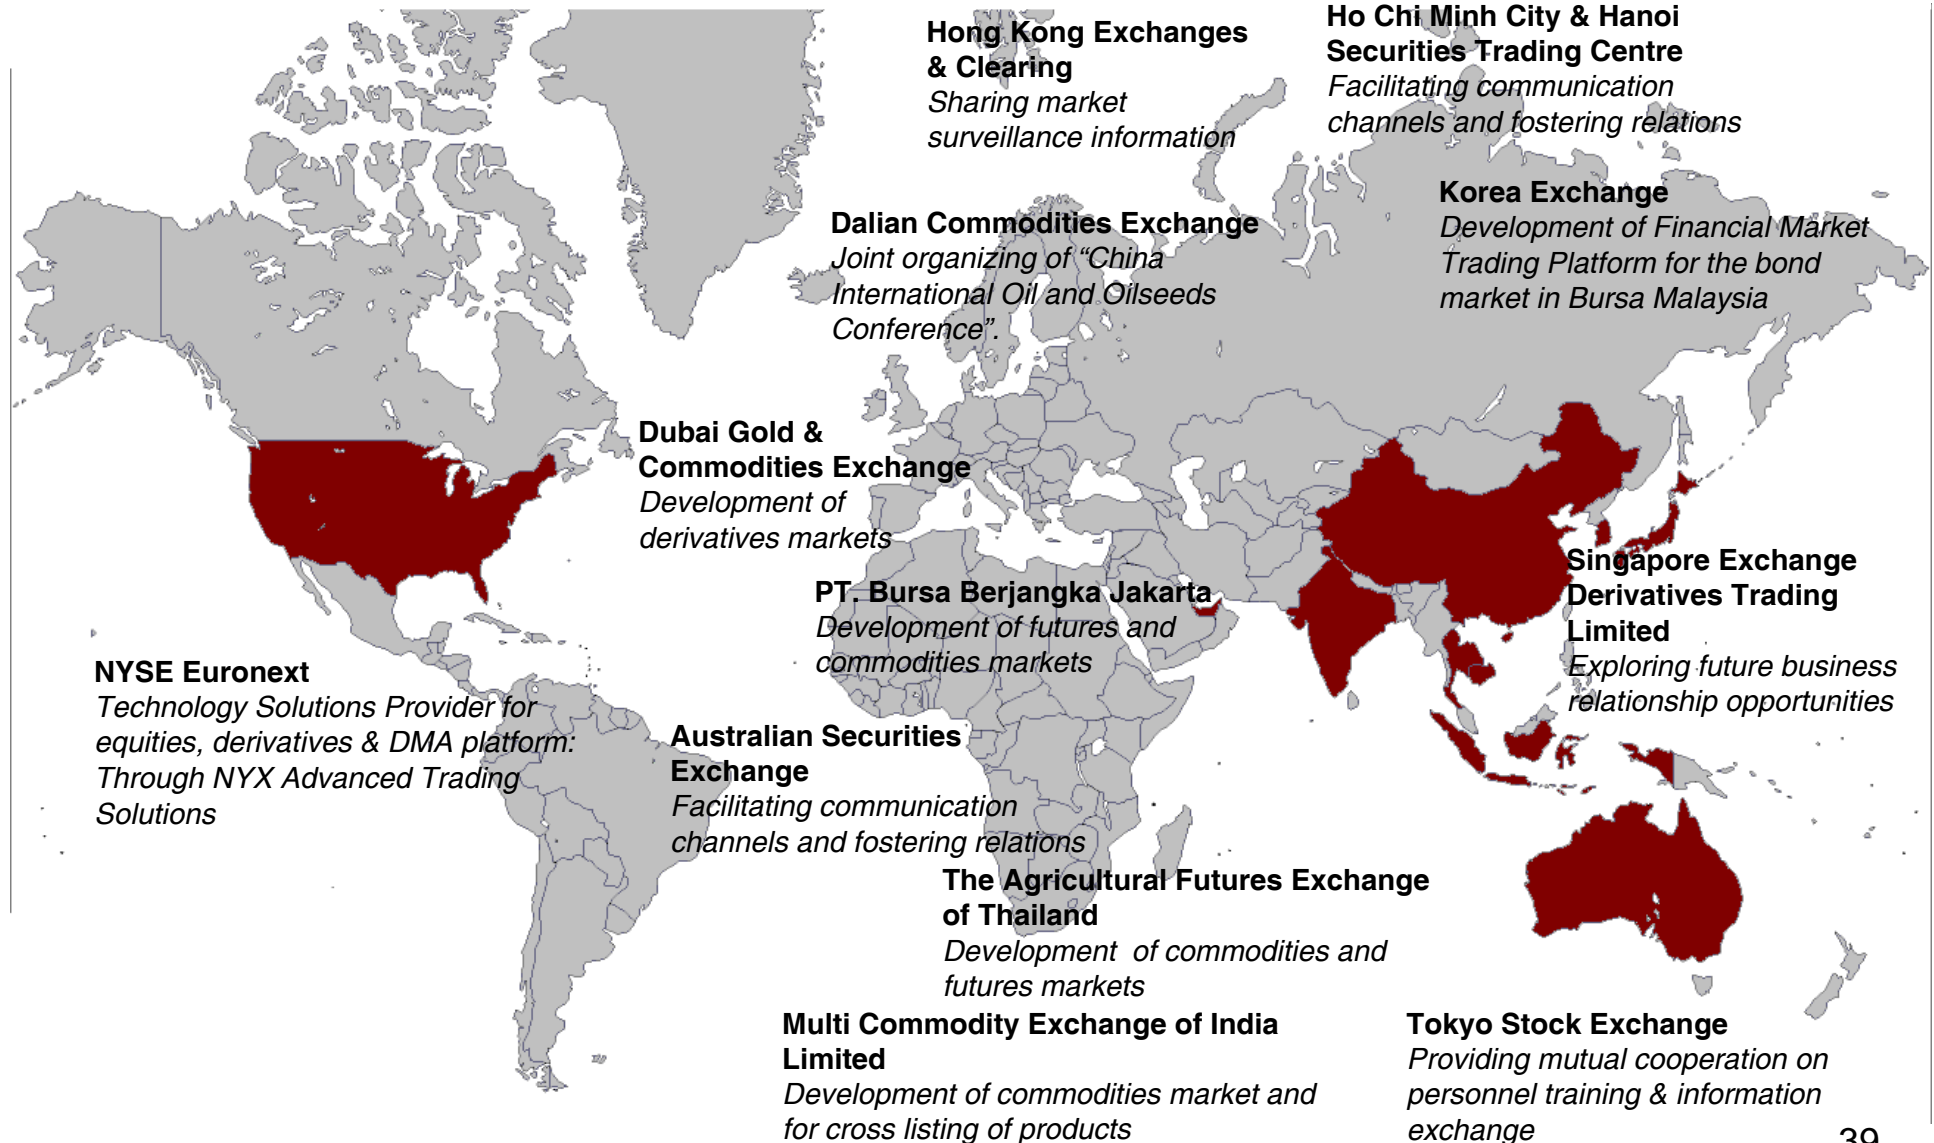 Hong Kong Exchanges
& Clearing
Sharing market
surveillance information
Ho Chi Minh City & Hanoi
Securities Trading Centre
Facilitating communication
channels and fostering relations
Korea Exchange
Development of Financial Market
Trading Platform for the bond
market in Bursa Malaysia
Dalian Commodities Exchange
Joint organizing of “China
International Oil and Oilseeds
Conference”.
Dubai Gold &
Commodities Exchange
Development of
derivatives markets
Singapore Exchange
Derivatives Trading
Limited
Exploring future business
relationship opportunities
PT. Bursa Berjangka Jakarta
Development of futures and
commodities markets
NYSE Euronext
Technology Solutions Provider for
equities, derivatives & DMA platform:
Through NYX Advanced Trading
Solutions
Australian Securities
Exchange
Facilitating communication
channels and fostering relations
The Agricultural Futures Exchange
of Thailand
Development of commodities and
futures markets
Multi Commodity Exchange of India
Limited
Development of commodities market and
for cross listing of products
Tokyo Stock Exchange
Providing mutual cooperation on
personnel training & information
exchange
39